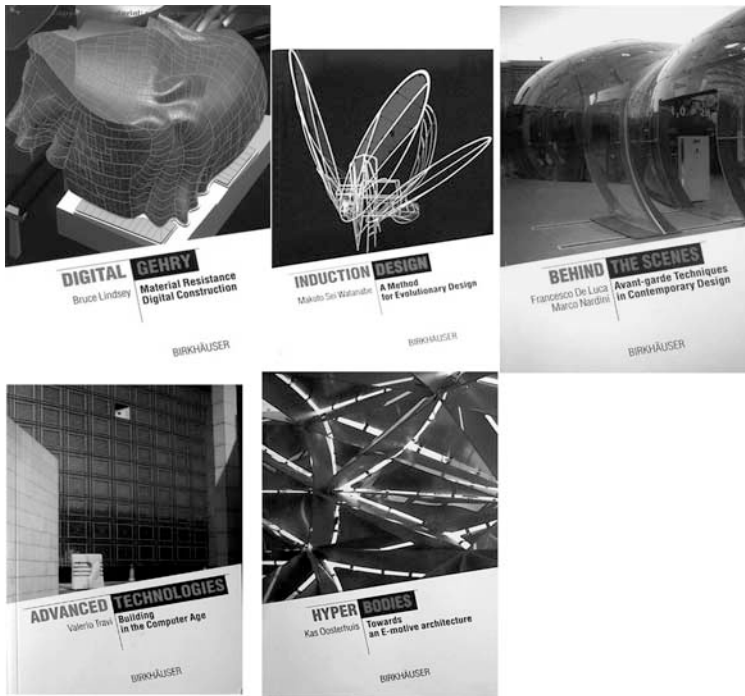 DIGITAL GEHRY
Bruce Lindsey
Material Resistance
Digital Construction
BIRKHÄUSER
INDUCTION DESIGN
Makoto Sei Watanabe
A Method
for Evolutionary Design
BIRKHÄUSER
BEHIND THE SCENES
Francesco De Luca
Marco Nardini
Avant-garde Techniques
in Contemporary Design
BIRKHÄUSER
ADVANCED TECHNOLOGIES
Valerio Travi
Building
in the Computer Age
BIRKHÄUSER
HYPER BODIES
Kas Oosterhuis
Towards
an E-motive architecture
BIRKHÄUSER